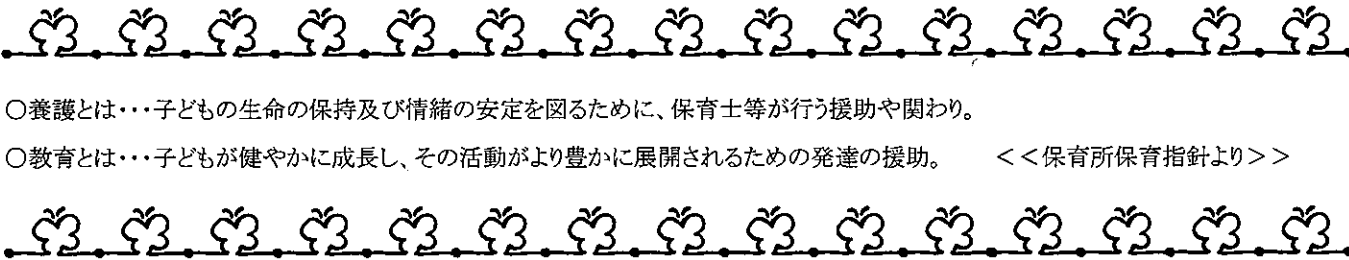 ○養護とは・・・子どもの生命の保持及び情緒の安定を図るために、保育士等が行う援助や関わり。
○教育とは・・・子どもが健やかに成長し、その活動がより豊かに展開されるための発達の援助。　　＜＜保育所保育指針より＞＞